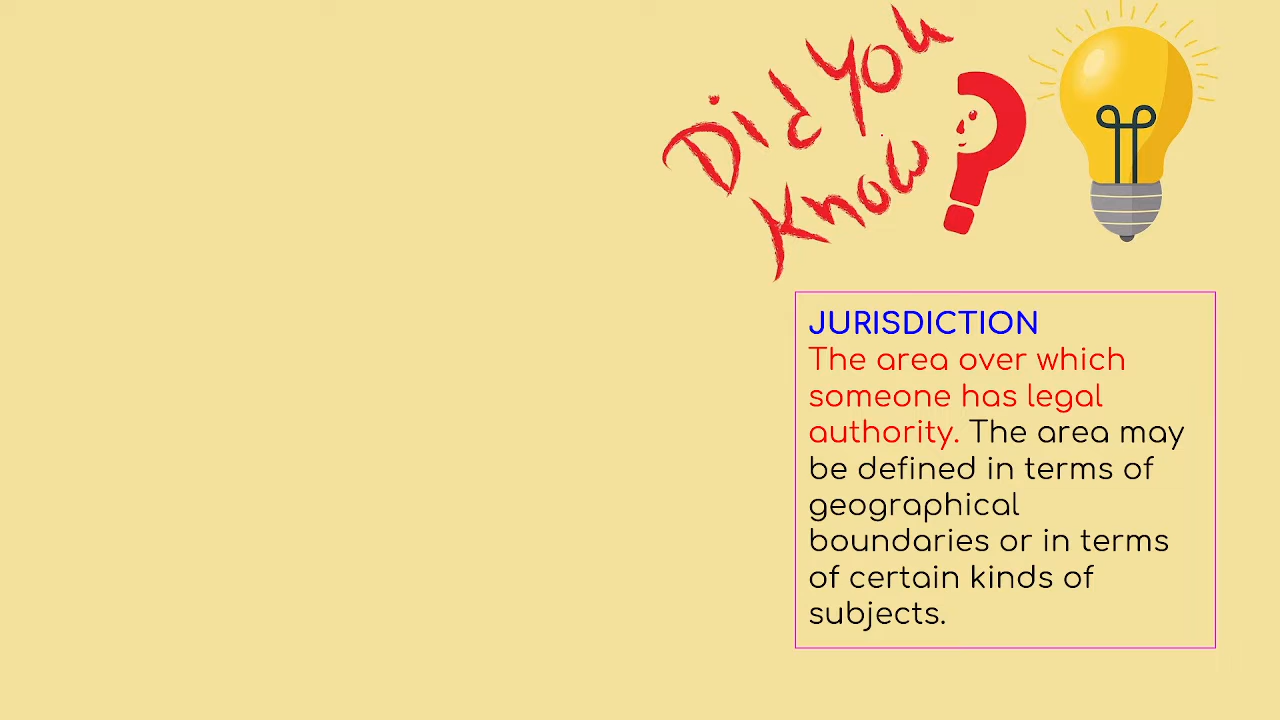 Did You
Know ?
JURISDICTION
The area over which
someone has legal
authority. The area may
be defined in terms of
geographical
boundaries or in terms
of certain kinds of
subjects.